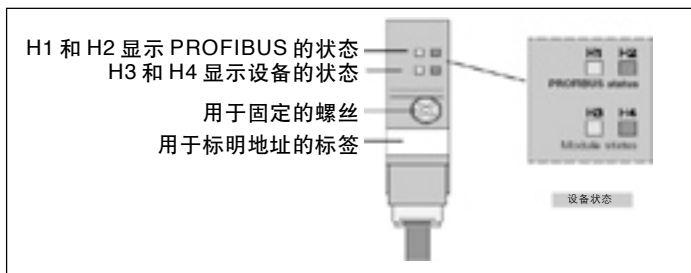 H1 和 H2 显示 PROFIBUS 的状态
H3 和 H4 显示设备的状态
用于固定的螺丝
用于标明地址的标签
H1 H2
PROFIBUS status
H3 H4
Module status
设备状态